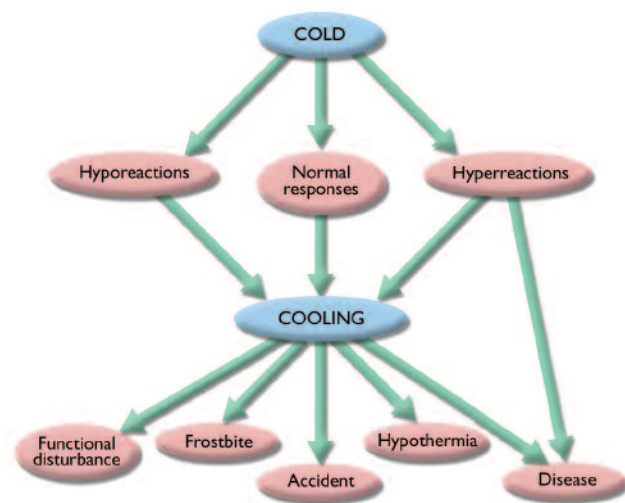 COLD
Hyporeactions
Normal
responses
Hyperreactions
COOLING
Functional
disturbance
Frostbite
Accident
Hypothermia
Disease